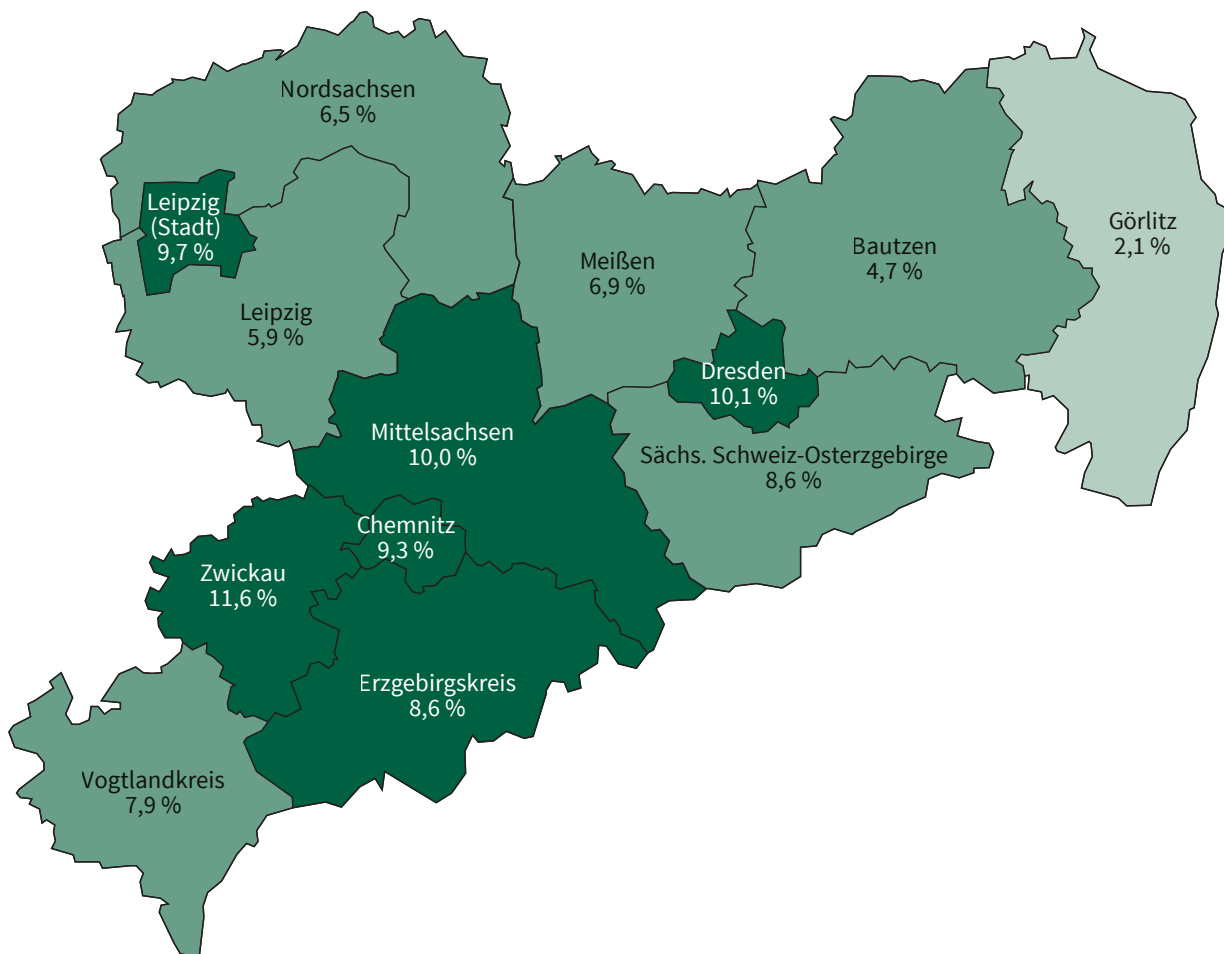 Nordsachsen
6,5 %
Leipzig
(Stadt)
9,7 %
Leipzig
5,9 %
Meißen
6,9 %
Bautzen
4,7 %
Görlitz
2,1 %
Dresden
10,1 %
Mittelsachsen
10,0 %
Sächs. Schweiz-Osterzgebirge
8,6 %
Chemnitz
9,3 %
Zwickau
11,6 %
Erzgebirgskreis
8,6 %
Vogtlandkreis
7,9 %